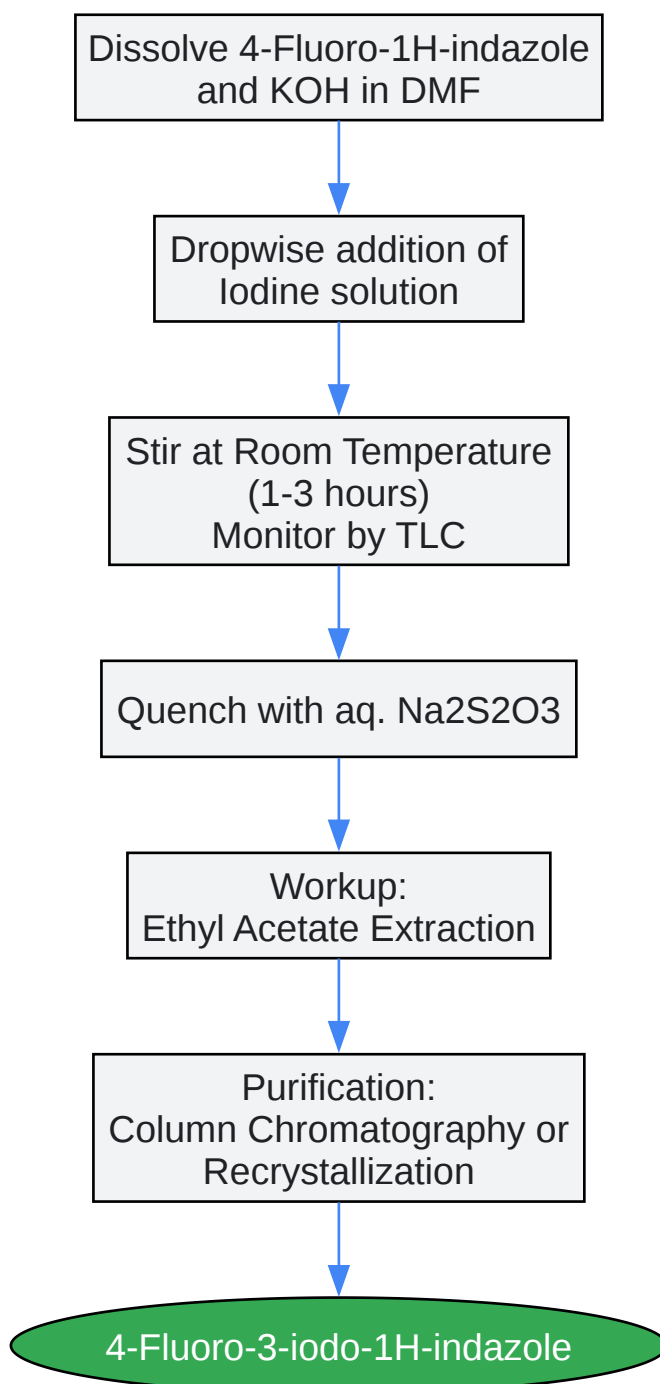 Dissolve 4-Fluoro-1H-indazole
and KOH in DMF
Dropwise addition of
Iodine solution
Stir at Room Temperature
(1-3 hours)
Monitor by TLC
Quench with aq. Na2S2O3
Workup:
Ethyl Acetate Extraction
Purification:
Column Chromatography or
Recrystallization
4-Fluoro-3-iodo-1H-indazole